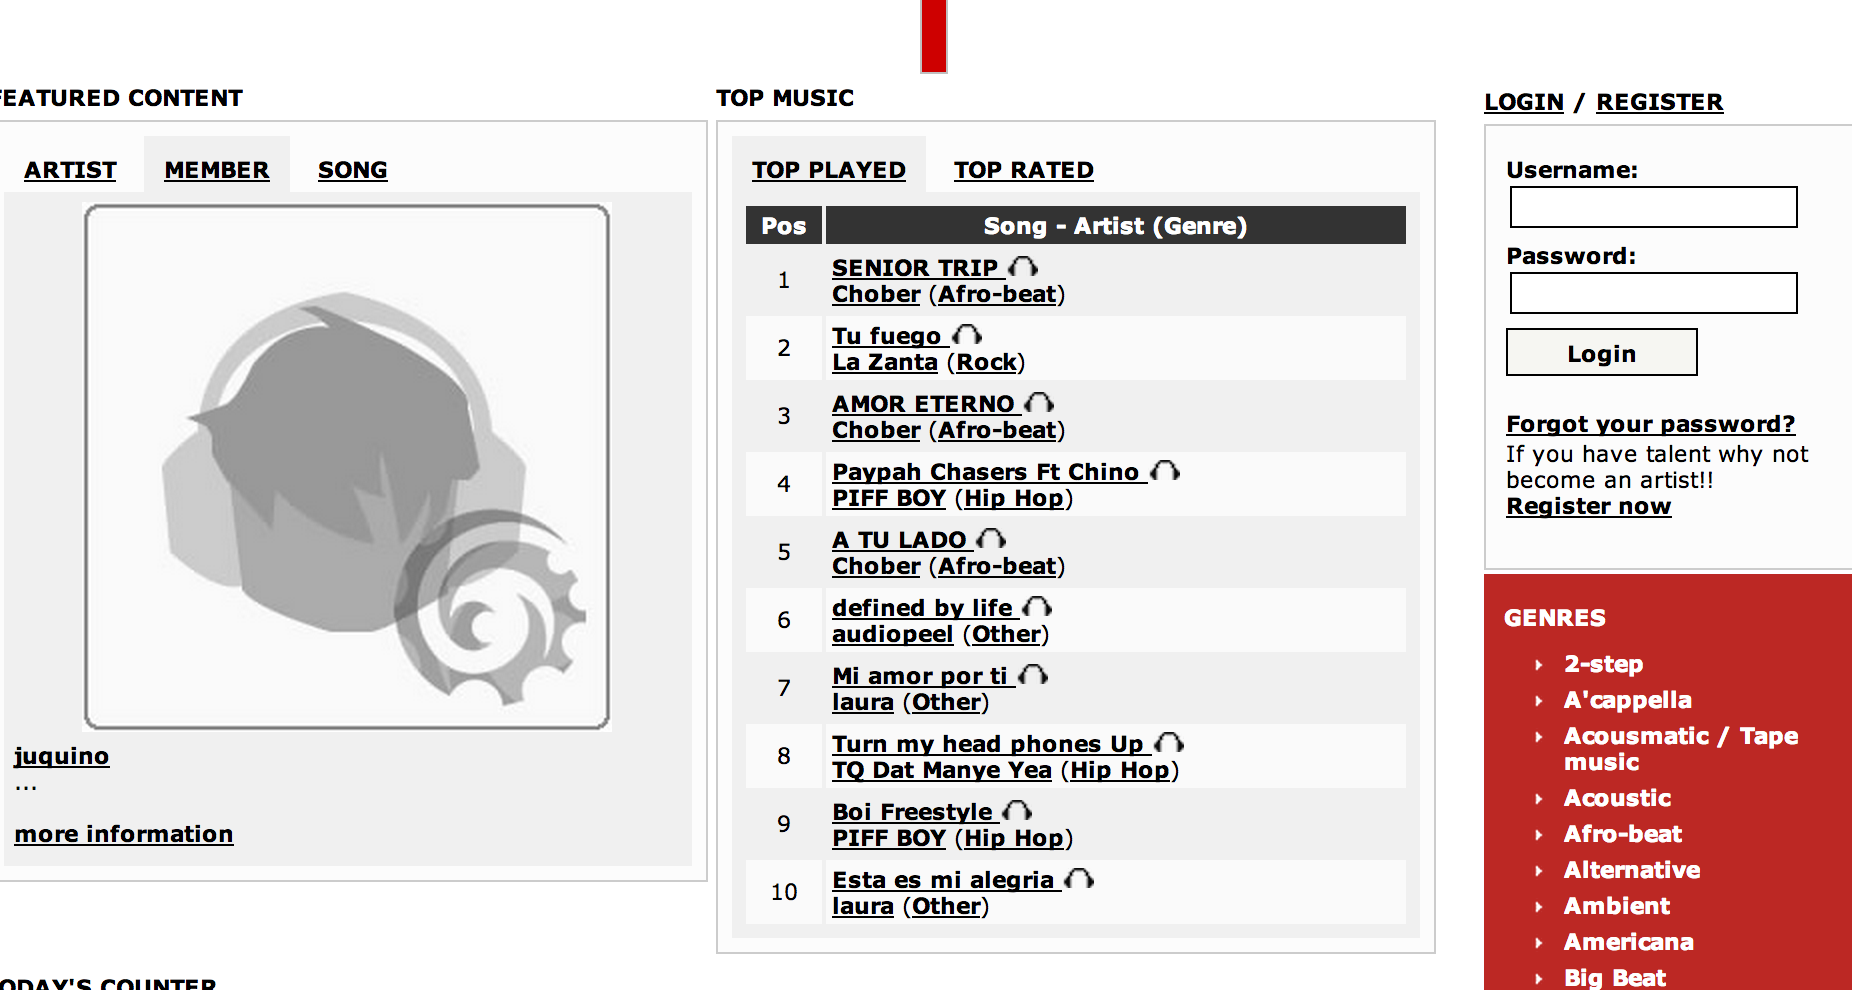 FEATURED CONTENT
ARTIST MEMBER SONG
juquino
...
more information
TOP MUSIC
TOP PLAYED TOP RATED
Pos Song - Artist (Genre)
1 SENIOR TRIP
Chober (Afro-beat)
2 Tu fuego
La Zanta (Rock)
3 AMOR ETERNO
Chober (Afro-beat)
4 Paypah Chasers Ft Chino
PIFF BOY (Hip Hop)
5 A TU LADO
Chober (Afro-beat)
6 defined by life
audiopeel (Other)
7 Mi amor por ti
laura (Other)
8 Turn my head phones Up
TQ Dat Manye Yea (Hip Hop)
9 Boi Freestyle
PIFF BOY (Hip Hop)
10 Esta es mi alegria
laura (Other)
LOGIN / REGISTER
Username:
Password:
Login
Forgot your password?
If you have talent why not
become an artist!!
Register now
GENRES
2-step
A'cappella
Acousmatic / Tape
music
Acoustic
Afro-beat
Alternative
Ambient
Americana
Big Beat
TODAY'S COUNTER